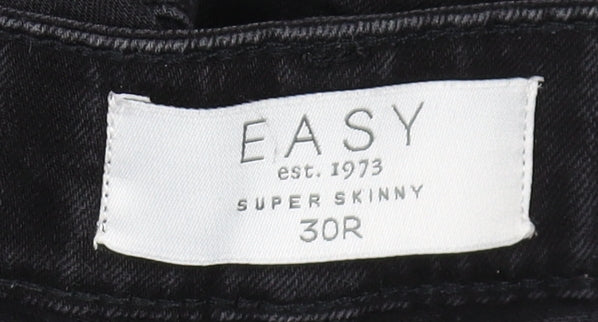 EASY
est. 1973
SUPER SKINNY
30R